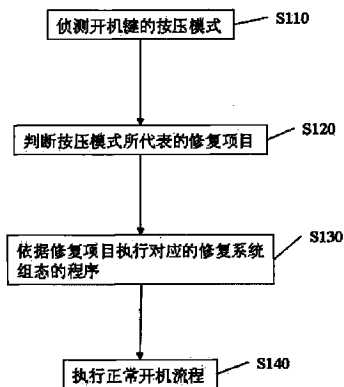 侦测开机键的按压模式
S110
判断按压模式所代表的修复项目
S120
依据修复项目执行对应的修复系统
组态的程序
S130
执行正常开机流程
S140